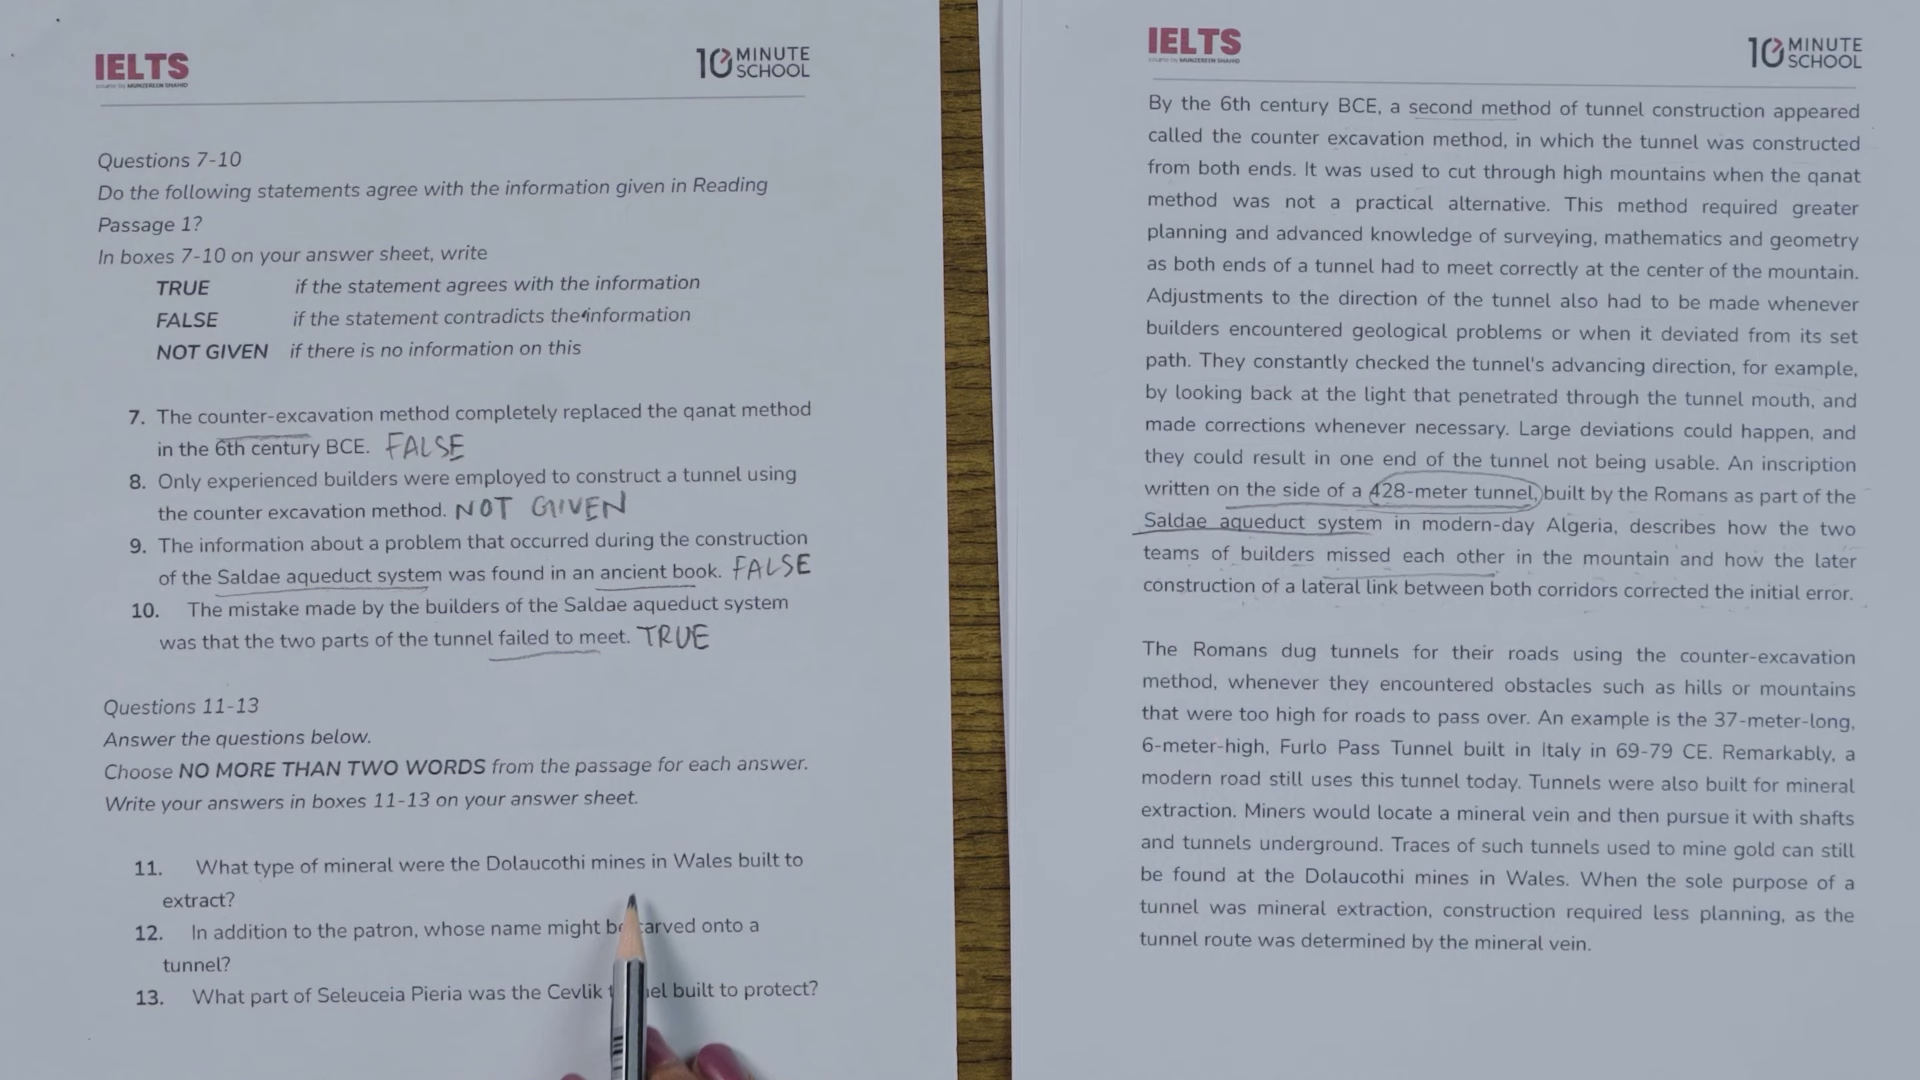 IELTS
course by MUNZEREEN SHAHID
10 MINUTE SCHOOL
Questions 7-10
Do the following statements agree with the information given in Reading
Passage 1?
In boxes 7-10 on your answer sheet, write
TRUE if the statement agrees with the information
FALSE if the statement contradicts the information
NOT GIVEN if there is no information on this
7. The counter-excavation method completely replaced the qanat method
in the 6th century BCE. FALSE
8. Only experienced builders were employed to construct a tunnel using
the counter excavation method. NOT GIVEN
9. The information about a problem that occurred during the construction
of the Saldae aqueduct system was found in an ancient book. FALSE
10. The mistake made by the builders of the Saldae aqueduct system
was that the two parts of the tunnel failed to meet. TRUE
Questions 11-13
Answer the questions below.
Choose NO MORE THAN TWO WORDS from the passage for each answer.
Write your answers in boxes 11-13 on your answer sheet.
11. What type of mineral were the Dolaucothi mines in Wales built to
extract?
12. In addition to the patron, whose name might be carved onto a
tunnel?
13. What part of Seleuceia Pieria was the Cevlik tunnel built to protect?
IELTS
course by MUNZEREEN SHAHID
10 MINUTE SCHOOL
By the 6th century BCE, a second method of tunnel construction appeared
called the counter excavation method, in which the tunnel was constructed
from both ends. It was used to cut through high mountains when the qanat
method was not a practical alternative. This method required greater
planning and advanced knowledge of surveying, mathematics and geometry
as both ends of a tunnel had to meet correctly at the center of the mountain.
Adjustments to the direction of the tunnel also had to be made whenever
builders encountered geological problems or when it deviated from its set
path. They constantly checked the tunnel's advancing direction, for example,
by looking back at the light that penetrated through the tunnel mouth, and
made corrections whenever necessary. Large deviations could happen, and
they could result in one end of the tunnel not being usable. An inscription
written on the side of a 428-meter tunnel, built by the Romans as part of the
Saldae aqueduct system in modern-day Algeria, describes how the two
teams of builders missed each other in the mountain and how the later
construction of a lateral link between both corridors corrected the initial error.
The Romans dug tunnels for their roads using the counter-excavation
method, whenever they encountered obstacles such as hills or mountains
that were too high for roads to pass over. An example is the 37-meter-long,
6-meter-high, Furlo Pass Tunnel built in Italy in 69-79 CE. Remarkably, a
modern road still uses this tunnel today. Tunnels were also built for mineral
extraction. Miners would locate a mineral vein and then pursue it with shafts
and tunnels underground. Traces of such tunnels used to mine gold can still
be found at the Dolaucothi mines in Wales. When the sole purpose of a
tunnel was mineral extraction, construction required less planning, as the
tunnel route was determined by the mineral vein.